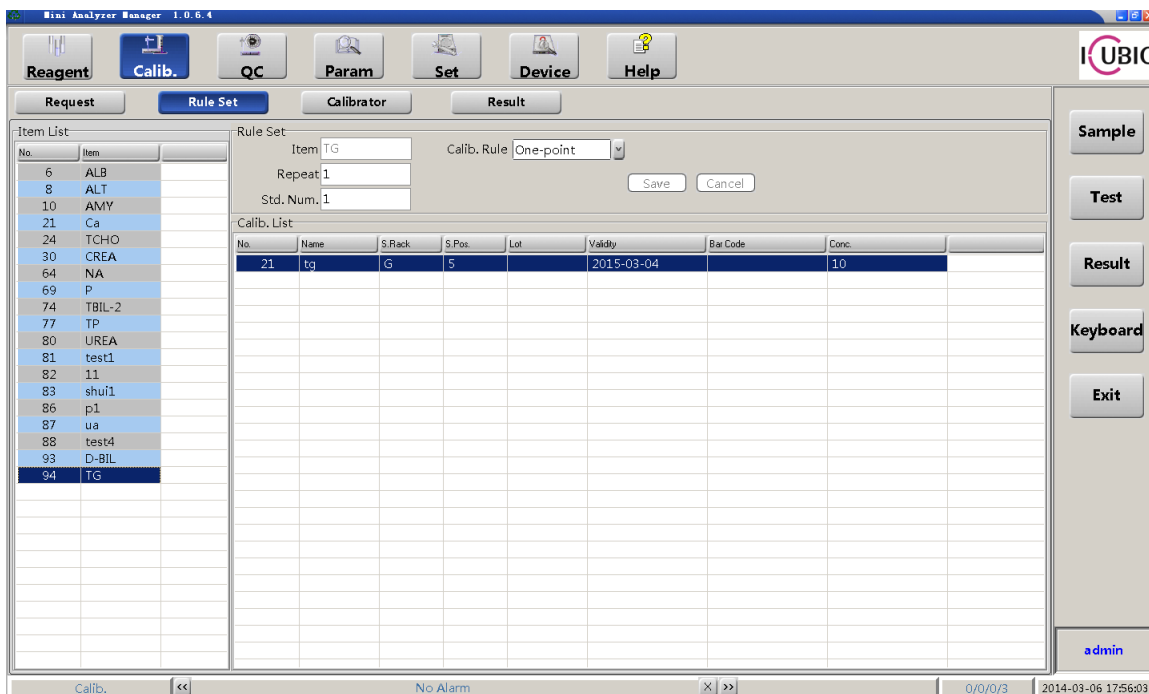 Mini Analyzer Manager 1.0.6.4
Reagent Calib. QC Param Set Device Help
Request Rule Set Calibrator Result
Item List
No. Item
6 ALB
8 ALT
10 AMY
21 Ca
24 TCHO
30 CREA
64 NA
69 P
74 TBIL-2
77 TP
80 UREA
81 test1
82 11
83 shui1
86 p1
87 ua
88 test4
93 D-BIL
94 TG
Rule Set
Item TG Calib. Rule One-point
Repeat 1
Save Cancel
Std. Num. 1
Calib. List
No. Name S.Rack S.Pos. Lot Validity Bar Code Conc.
21 tg G 5 2015-03-04 10
Sample
Test
Result
Keyboard
Exit
admin
Calib. << No Alarm X >> 0/0/0/3 2014-03-06 17:56:03